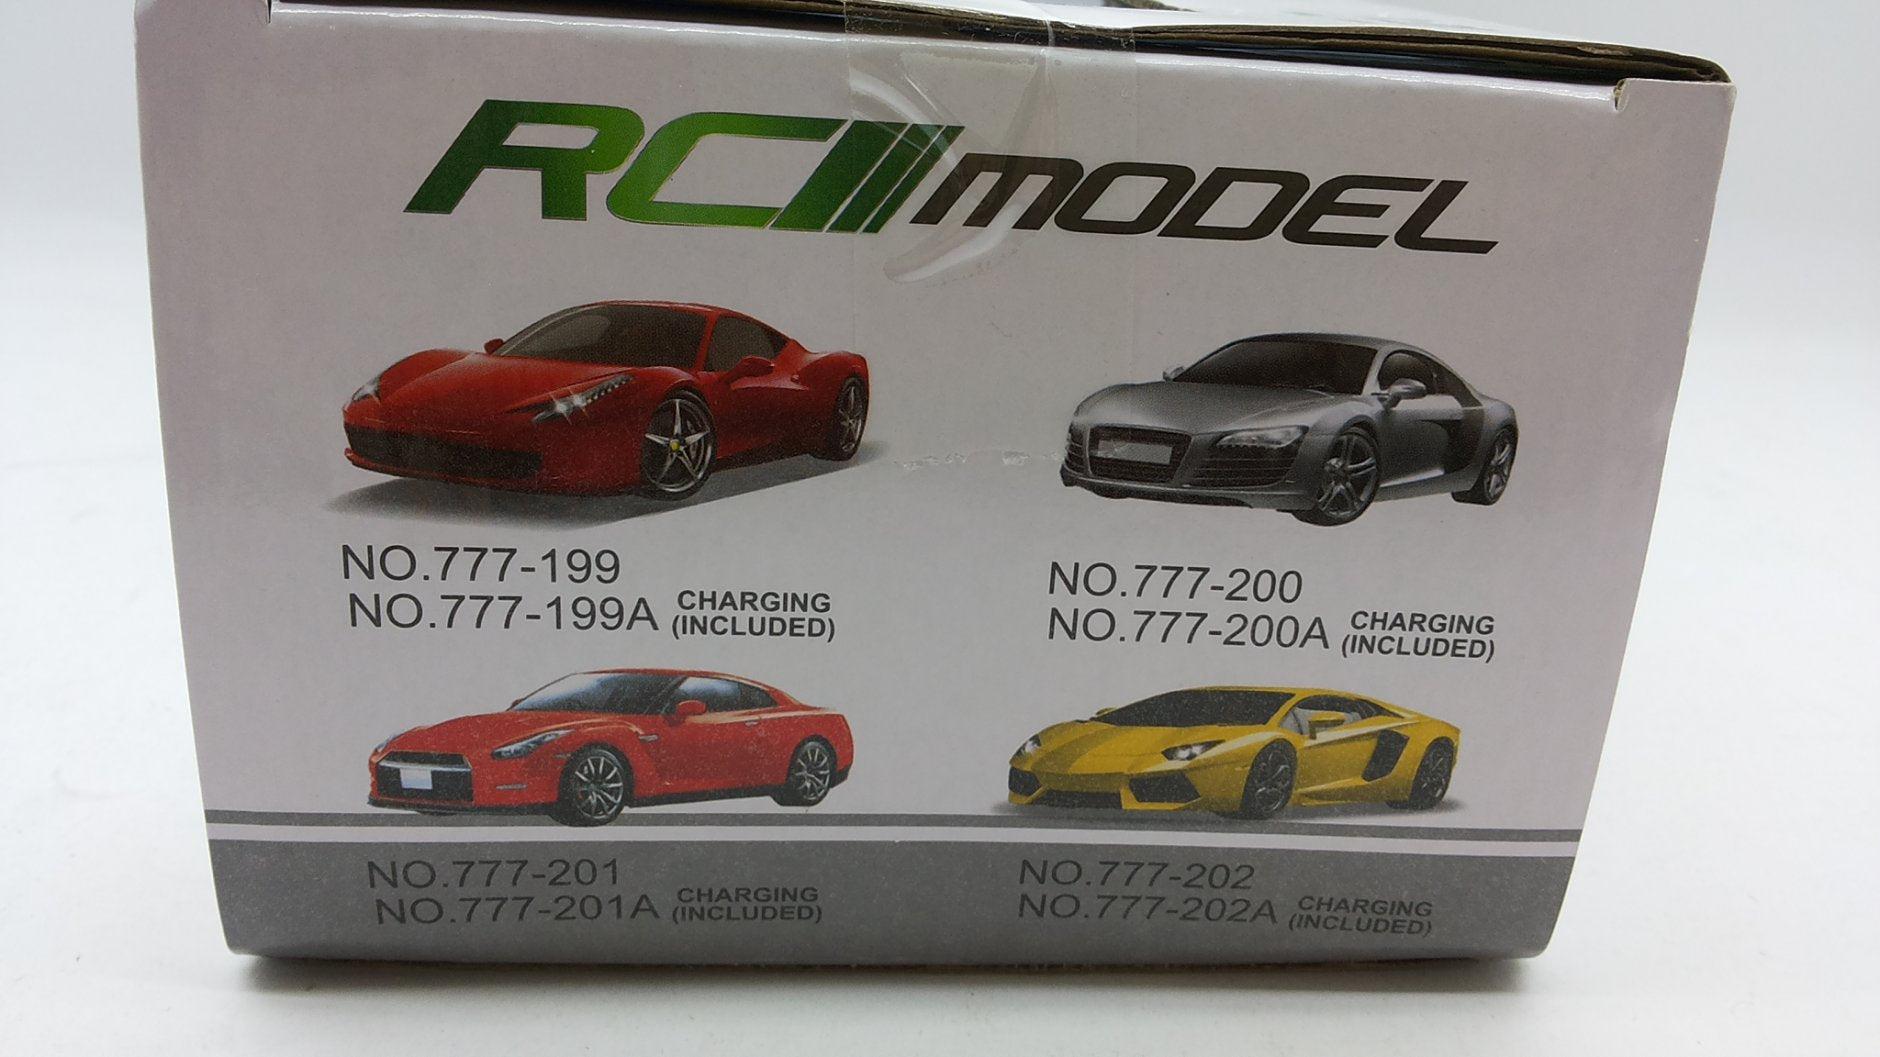 RC MODEL
NO.777-199
NO.777-199A CHARGING
(INCLUDED)
NO.777-200
NO.777-200A CHARGING
(INCLUDED)
NO.777-201
NO.777-201A CHARGING
(INCLUDED)
NO.777-202
NO.777-202A CHARGING
(INCLUDED)